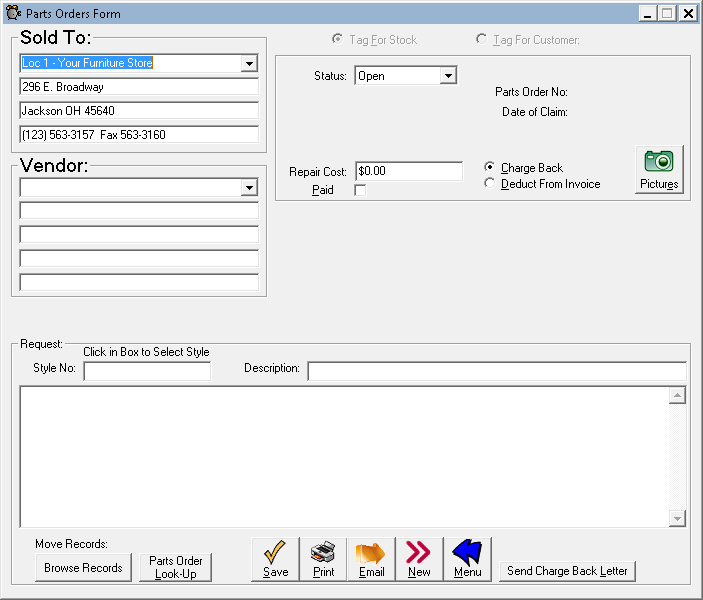 Parts Orders Form
Sold To:
Loc 1 - Your Furniture Store
296 E. Broadway
Jackson OH 45640
(123) 563-3157 Fax 563-3160
Vendor:
Tag For Stock
Tag For Customer:
Status: Open
Parts Order No:
Date of Claim:
Repair Cost: $0.00
Paid
Charge Back
Deduct From Invoice
Pictures
Request:
Click in Box to Select Style
Style No:
Description:
Move Records:
Browse Records
Parts Order
Look-Up
Save
Print
Email
New
Menu
Send Charge Back Letter